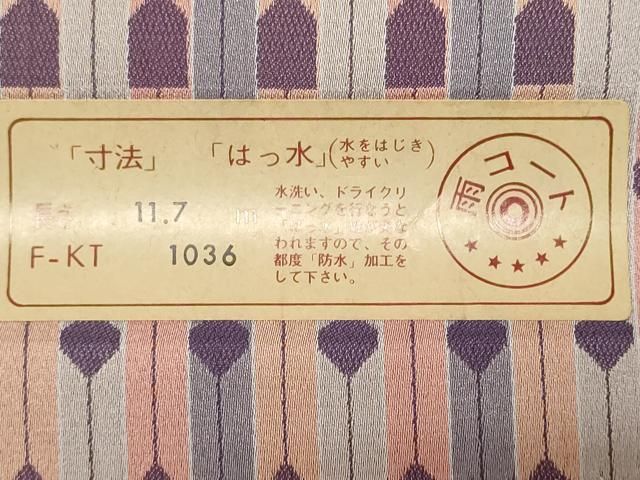 「寸法」 「はっ水」(水をはじきやすい)
長さ 11.7 m
F-KT 1036
水洗い、ドライクリ
ーニングを行なうと
われますので、その
都度「防水」加工を
して下さい。
雨コート